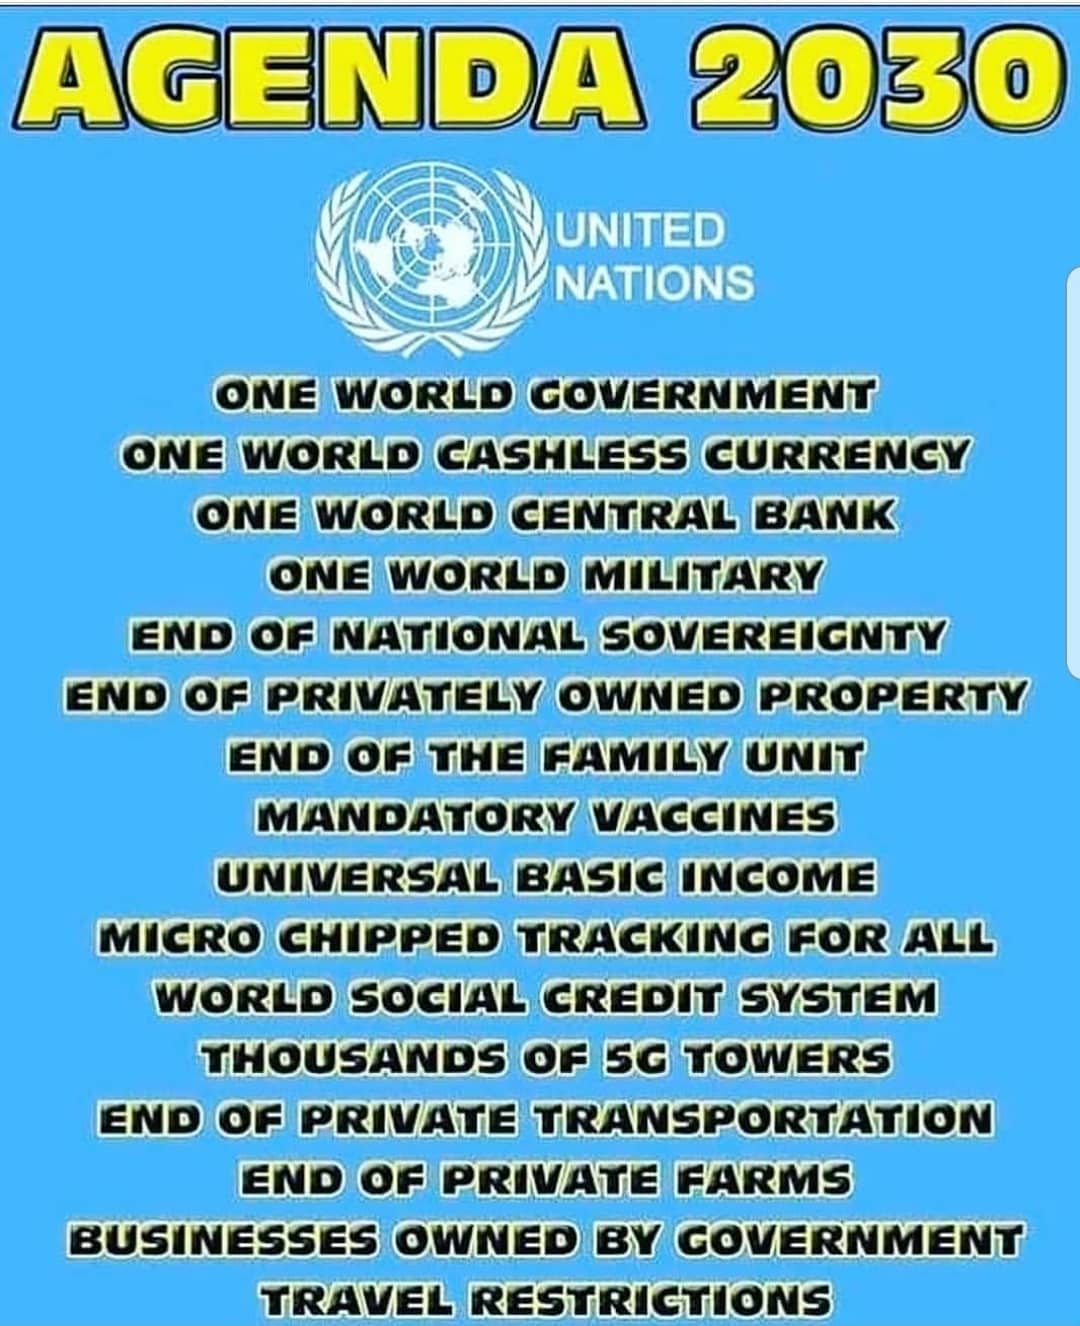 AGENDA 2030
UNITED
NATIONS
ONE WORLD GOVERNMENT
ONE WORLD CASHLESS CURRENCY
ONE WORLD CENTRAL BANK
ONE WORLD MILITARY
END OF NATIONAL SOVEREIGNTY
END OF PRIVATELY OWNED PROPERTY
END OF THE FAMILY UNIT
MANDATORY VACCINES
UNIVERSAL BASIC INCOME
MICRO CHIPPED TRACKING FOR ALL
WORLD SOCIAL CREDIT SYSTEM
THOUSANDS OF 5G TOWERS
END OF PRIVATE TRANSPORTATION
END OF PRIVATE FARMS
BUSINESSES OWNED BY GOVERNMENT
TRAVEL RESTRICTIONS